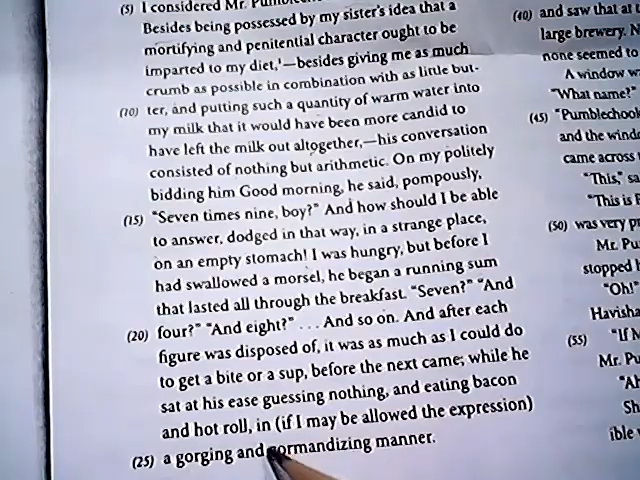 (5) I considered Mr.
Besides being possessed by my sister's idea that a
mortifying and penitential character ought to be
imparted to my diet,¹—besides giving me as much
crumb as possible in combination with as little but-
(10) ter, and putting such a quantity of warm water into
my milk that it would have been more candid to
have left the milk out altogether,—his conversation
consisted of nothing but arithmetic. On my politely
bidding him Good morning, he said, pompously,
(15) "Seven times nine, boy?" And how should I be able
to answer, dodged in that way, in a strange place,
on an empty stomach! I was hungry, but before I
had swallowed a morsel, he began a running sum
that lasted all through the breakfast. "Seven?" "And
(20) four?" "And eight?" ... And so on. And after each
figure was disposed of, it was as much as I could do
to get a bite or a sup, before the next came; while he
sat at his ease guessing nothing, and eating bacon
and hot roll, in (if I may be allowed the expression)
(25) a gorging and gormandizing manner.
(40) and saw that at
large brewery.
none seemed to
A window
"What name?"
(45) "Pumblechook
and the
came across
"This,"
"This is
(50) was very
Mr.
stopped
"Oh!"
Havisha
(55) "If
Mr.
"Ah
Sh
ible